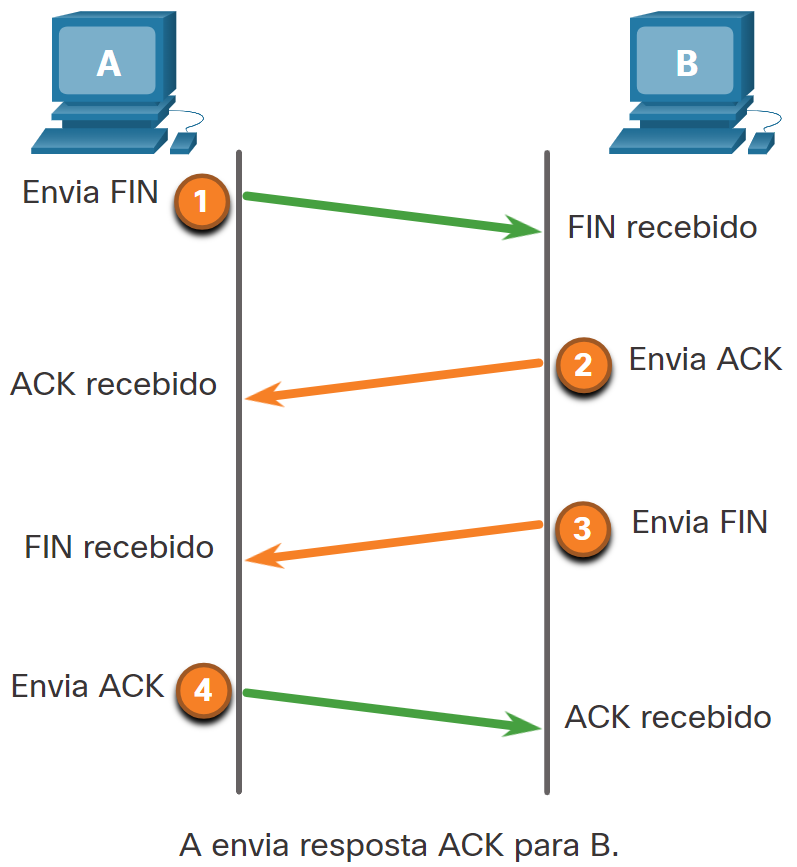 A
B
Envia FIN
1
FIN recebido
2
Envia ACK
ACK recebido
3
Envia FIN
FIN recebido
Envia ACK
4
ACK recebido
A envia resposta ACK para B.